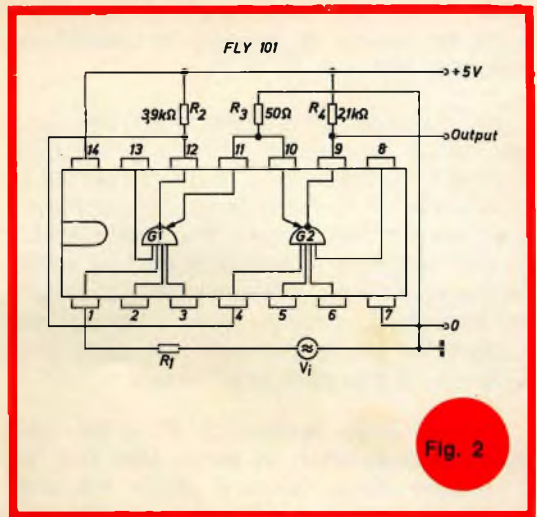 FLY 101
+5V
3,9kΩ R2 R3 50Ω R4 2,1kΩ
Output
14 13 12 11 10 9 8
G1 G2
1 2 3 4 5 6 7
0
R1 Vi
Fig. 2